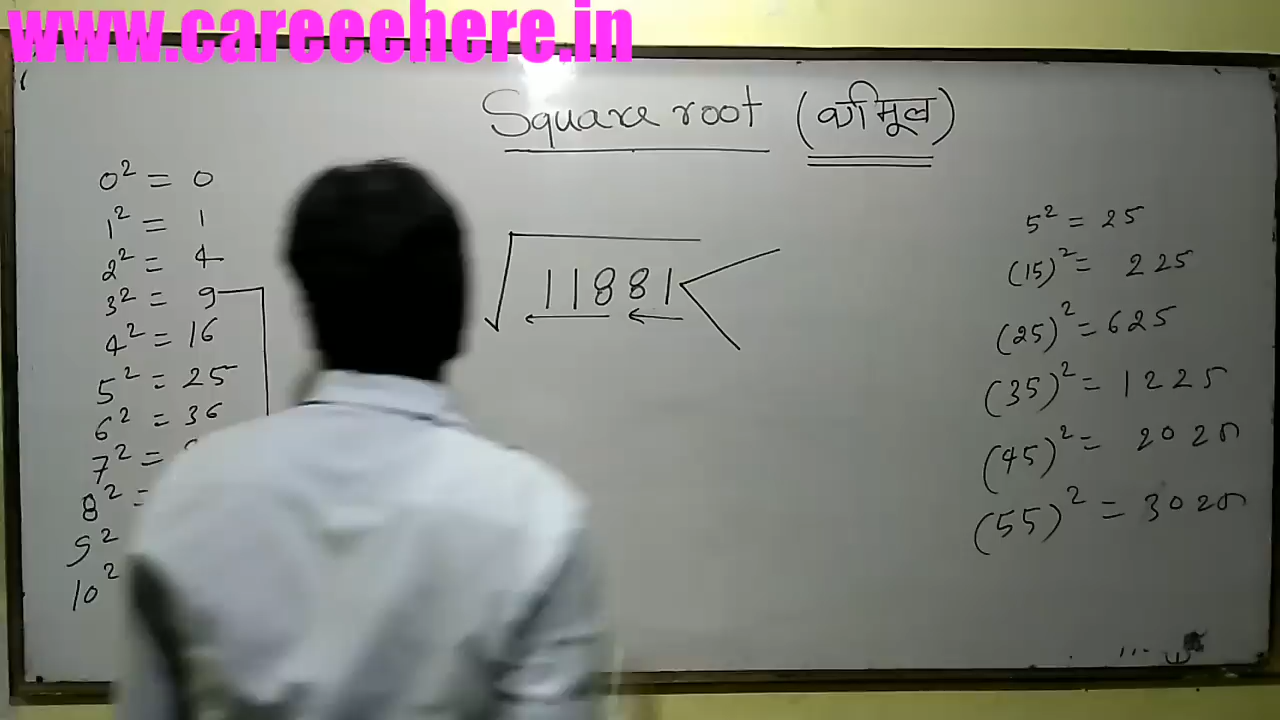 www.careeehere.in
Square root (वर्गमूल)
0² = 0
1² = 1
2² = 4
3² = 9
4² = 16
5² = 25
6² = 36
7² =
8² =
9²
10²
√11881
5² = 25
(15)² = 225
(25)² = 625
(35)² = 1225
(45)² = 2025
(55)² = 3025